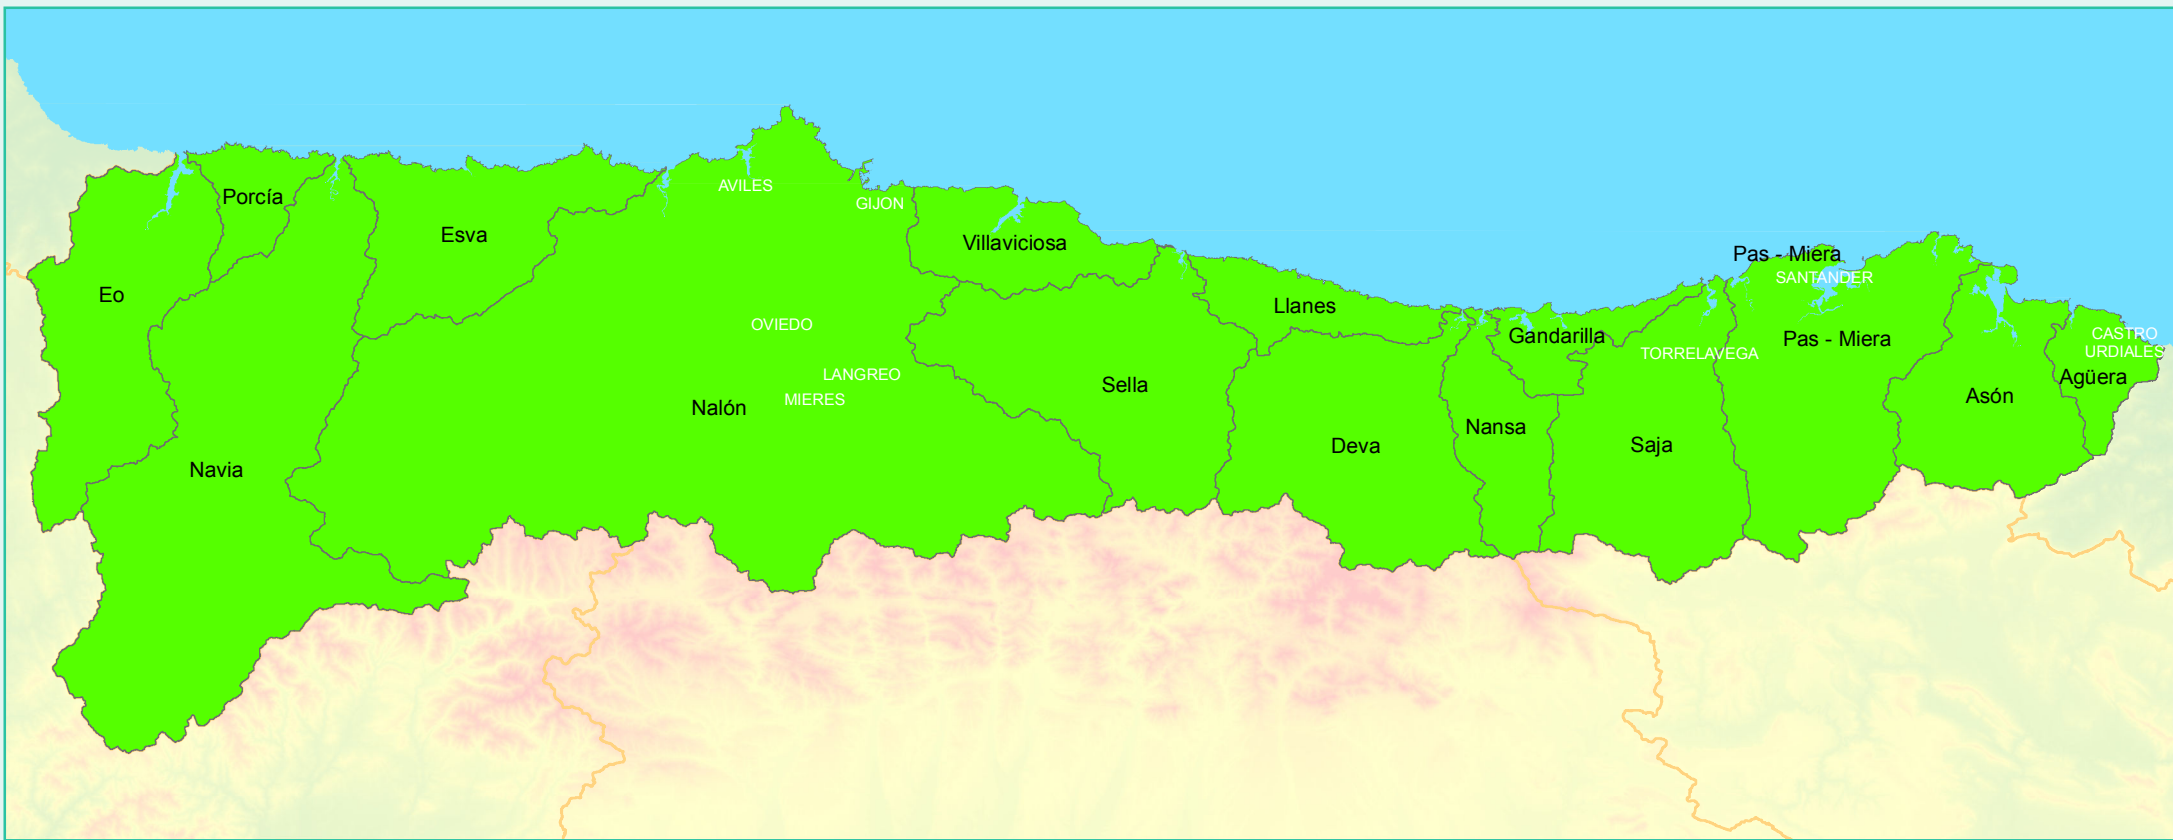 Porcía
AVILES
GIJON
Esva
Villaviciosa
Pas - Miera
SANTANDER
Eo
Llanes
OVIEDO
Gandarilla
Pas - Miera
CASTRO
URDIALES
TORRELAVEGA
LANGREO
Sella
Agüera
MIERES
Nalón
Asón
Nansa
Deva
Saja
Navia